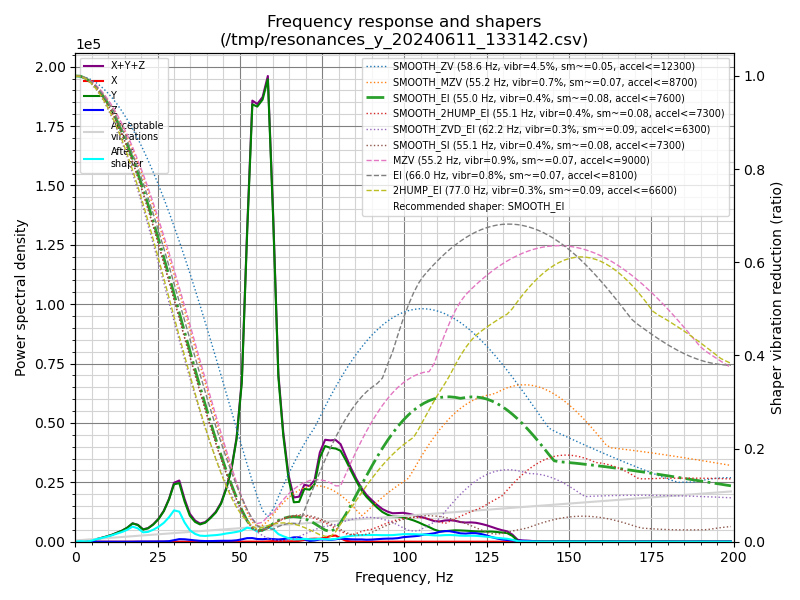 Frequency response and shapers
(/tmp/resonances_y_20240611_133142.csv)
1e5
2.00
1.75
1.50
1.25
1.00
0.75
0.50
0.25
0.00
Power spectral density
X+Y+Z
X
Y
Z
Acceptable
vibrations
After
shaper
SMOOTH_ZV (58.6 Hz, vibr=4.5%, sm~=0.05, accel<=12300)
SMOOTH_MZV (55.2 Hz, vibr=0.7%, sm~=0.07, accel<=8700)
SMOOTH_EI (55.0 Hz, vibr=0.4%, sm~=0.08, accel<=7600)
SMOOTH_2HUMP_EI (55.1 Hz, vibr=0.4%, sm~=0.08, accel<=7300)
SMOOTH_ZVD_EI (62.2 Hz, vibr=0.3%, sm~=0.09, accel<=6300)
SMOOTH_SI (55.1 Hz, vibr=0.4%, sm~=0.08, accel<=7300)
MZV (55.2 Hz, vibr=0.9%, sm~=0.07, accel<=9000)
EI (66.0 Hz, vibr=0.8%, sm~=0.07, accel<=8100)
2HUMP_EI (77.0 Hz, vibr=0.3%, sm~=0.09, accel<=6600)
Recommended shaper: SMOOTH_EI
1.0
0.8
0.6
0.4
0.2
0.0
Shaper vibration reduction (ratio)
0
25
50
75
100
125
150
175
200
Frequency, Hz